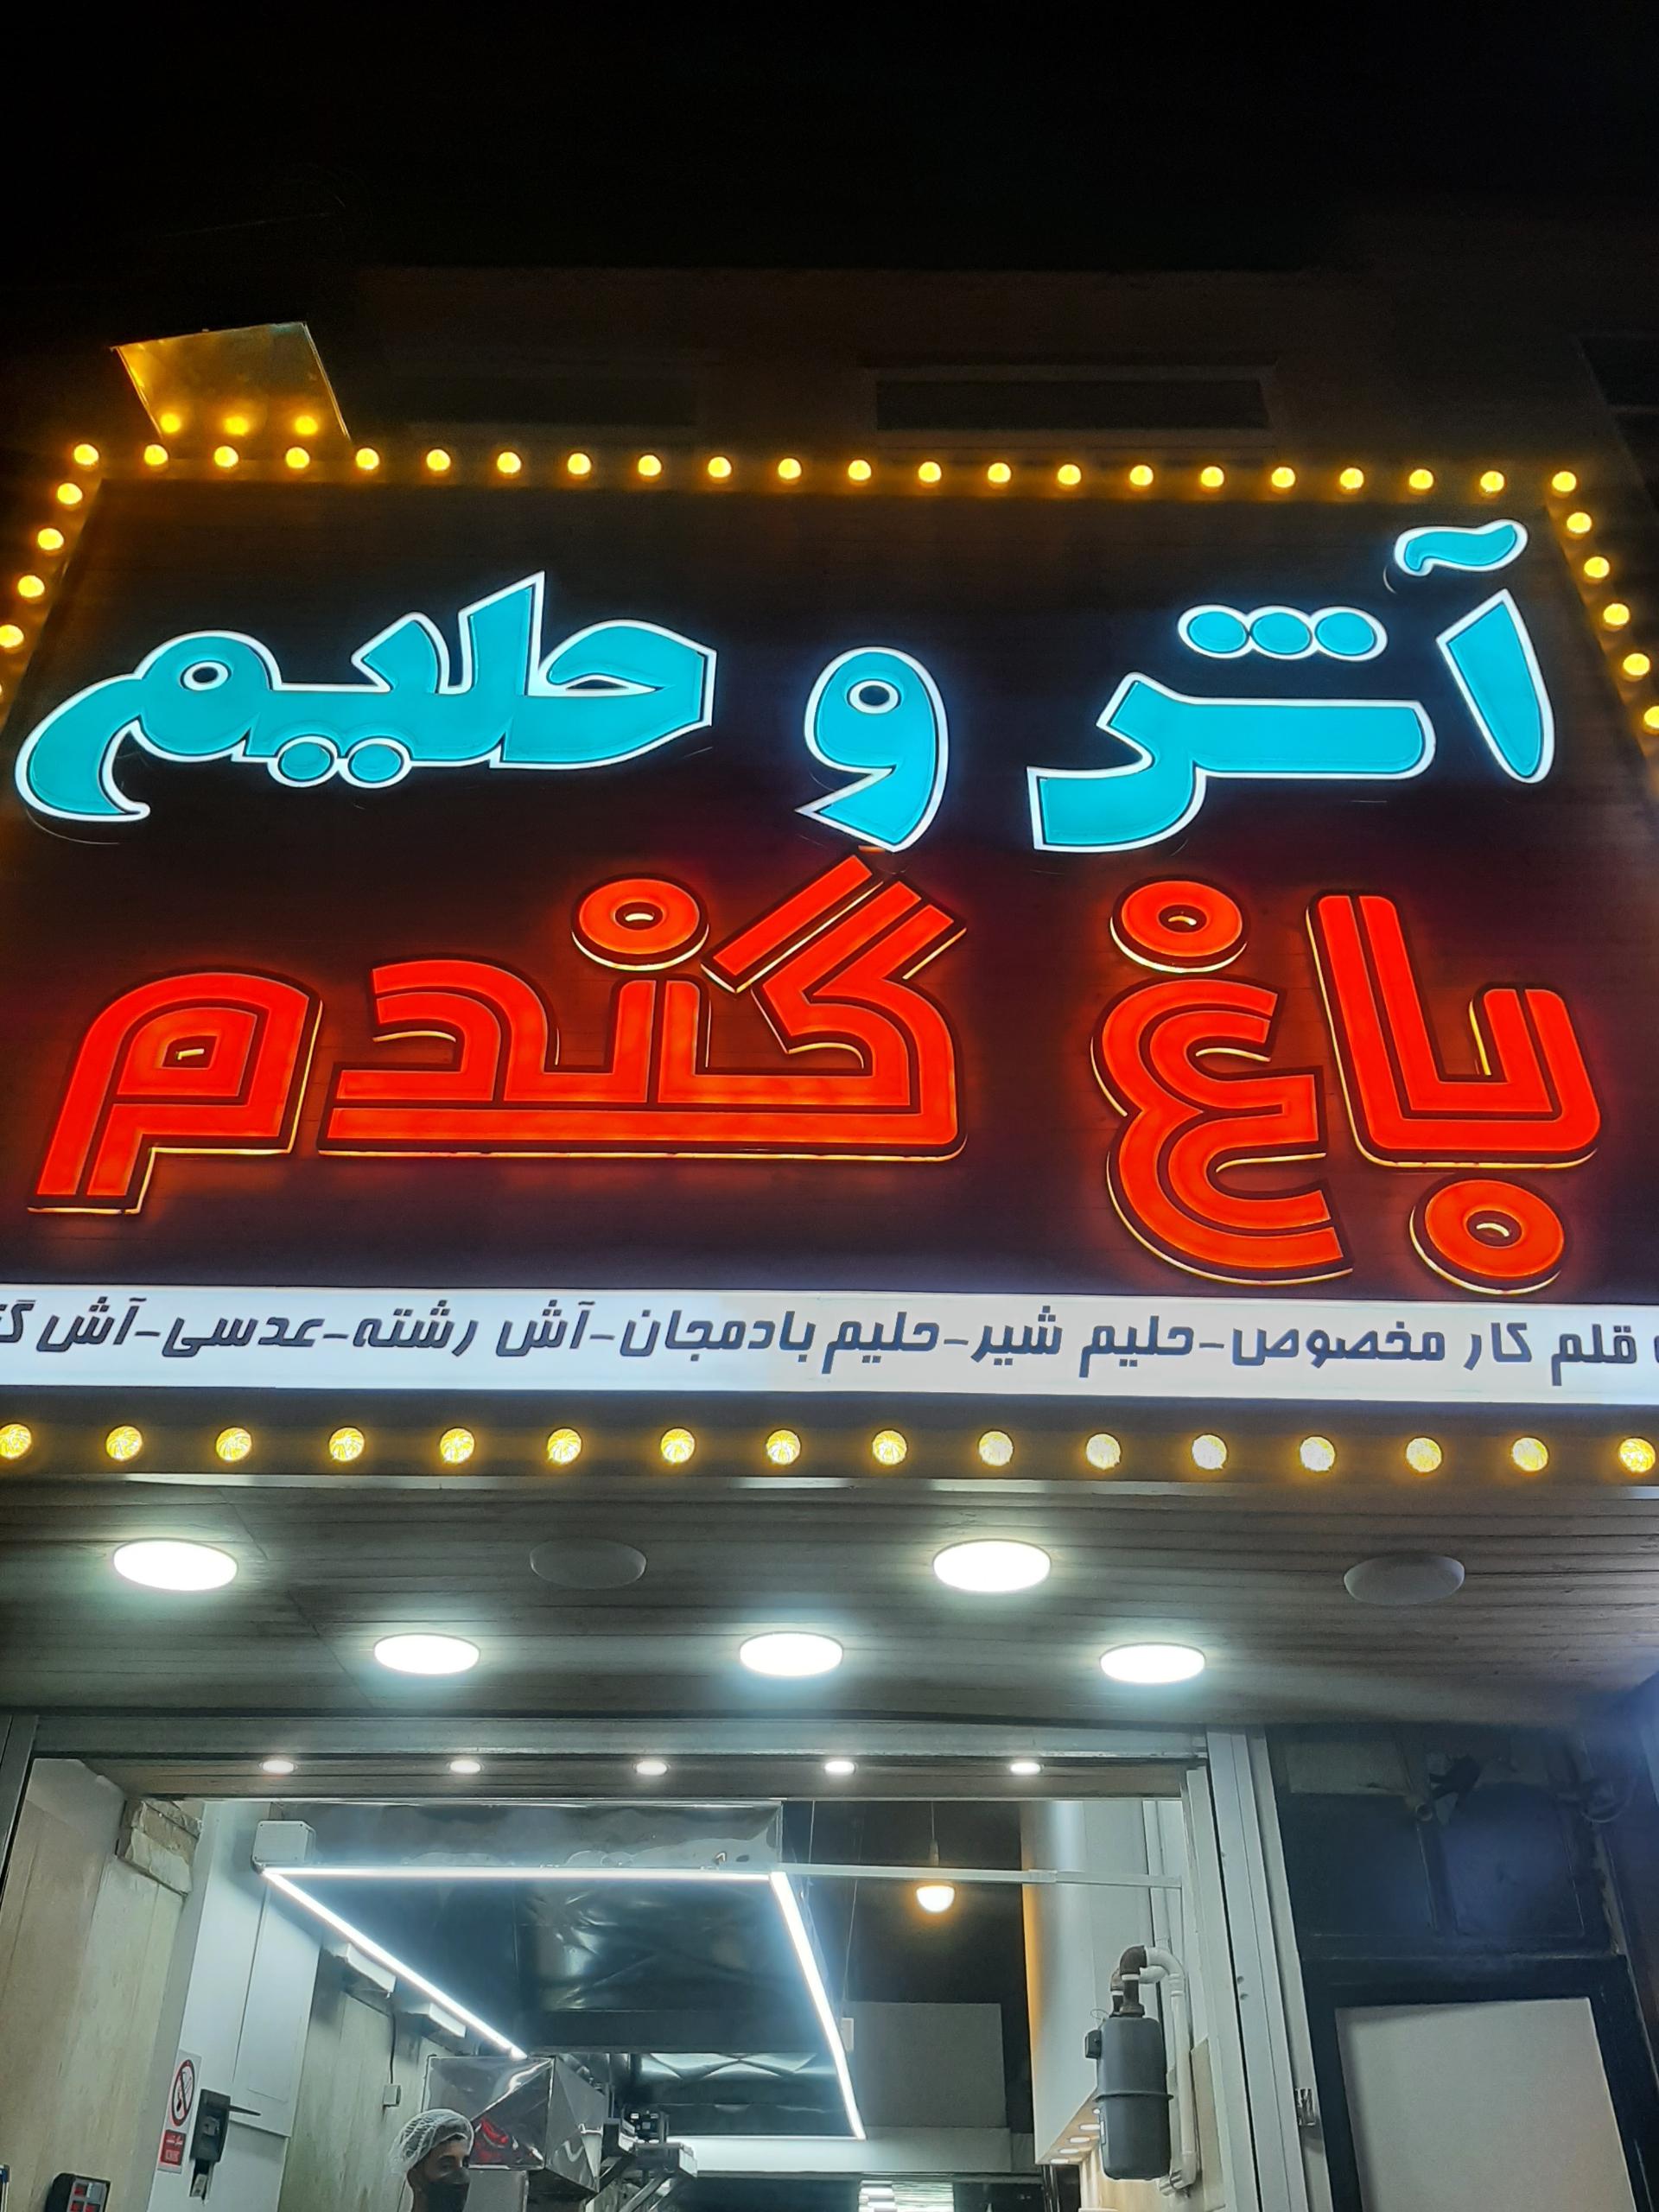 آش و حلیم
باغ گندم
قلم کار مخصوص-حلیم شیر-حلیم بادمجان-آش رشته-عدسی-آش